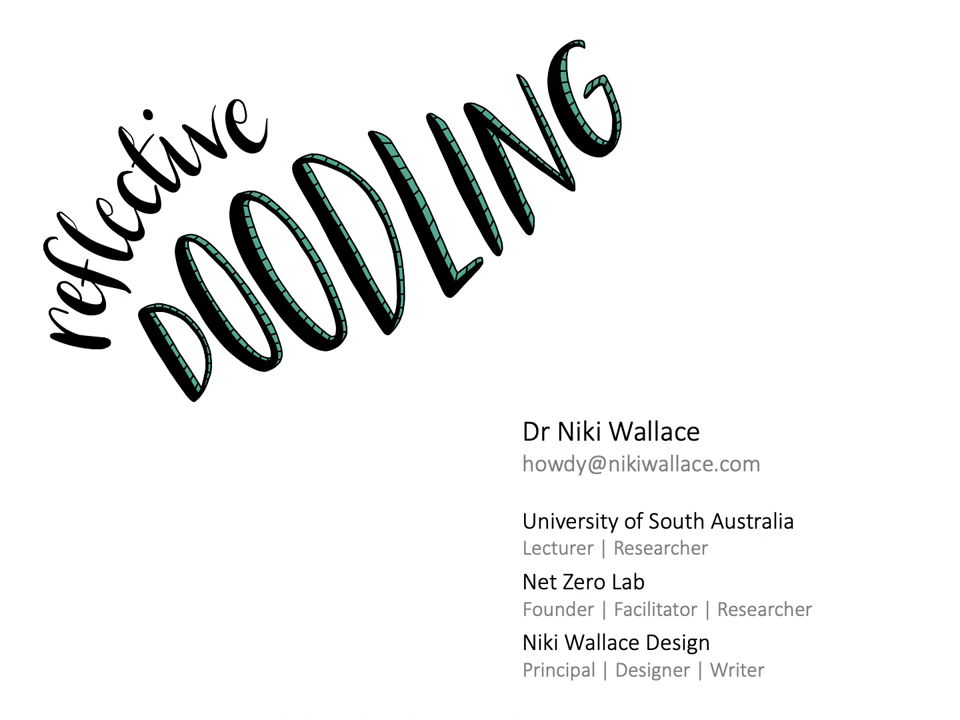 reflective
DOODLING
Dr Niki Wallace
howdy@nikiwallace.com
University of South Australia
Lecturer | Researcher
Net Zero Lab
Founder | Facilitator | Researcher
Niki Wallace Design
Principal | Designer | Writer